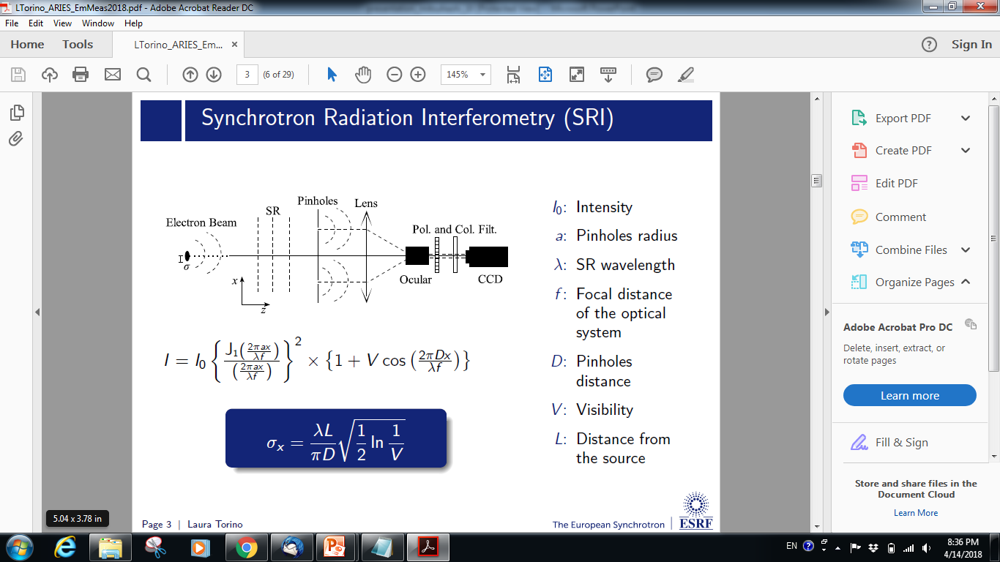 LTorino_ARIES_EmMeas2018.pdf - Adobe Acrobat Reader DC
File Edit View Window Help
Home Tools LTorino_ARIES_Em... × ? Sign In
3 (6 of 29) 145%
Synchrotron Radiation Interferometry (SRI)
Pinholes Lens
SR
Electron Beam
Pol. and Col. Filt.
σ
Ocular CCD
x
z
I = I₀ { J₁(2πax/λf) / (2πax/λf) }² × {1 + V cos (2πDx/λf)}
σₓ = λL/πD √(1/2 ln 1/V)
I₀: Intensity
a: Pinholes radius
λ: SR wavelength
f: Focal distance
of the optical
system
D: Pinholes
distance
V: Visibility
L: Distance from
the source
Page 3 | Laura Torino
The European Synchrotron | ESRF
5.04 x 3.78 in
Export PDF
Create PDF
Edit PDF
Comment
Combine Files
Organize Pages
Adobe Acrobat Pro DC
Delete, insert, extract, or
rotate pages
Learn more
Fill & Sign
Store and share files in the
Document Cloud
Learn More
EN
8:36 PM
4/14/2018